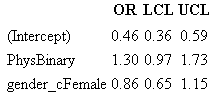 OR LCL UCL
(Intercept) 0.46 0.36 0.59
PhysBinary 1.30 0.97 1.73
gender_cFemale 0.86 0.65 1.15